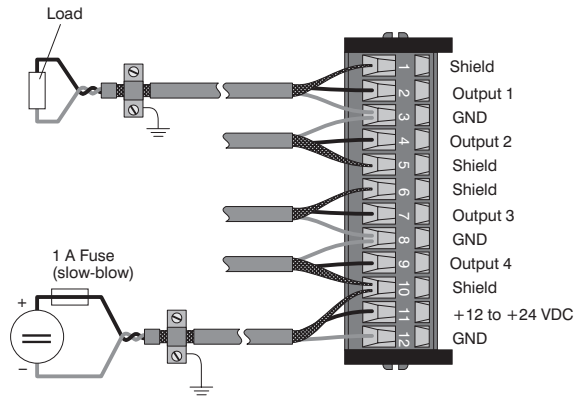 Load
1 Shield
2 Output 1
3 GND
4 Output 2
5 Shield
6 Shield
7 Output 3
8 GND
9 Output 4
10 Shield
11 +12 to +24 VDC
12 GND
1 A Fuse
(slow-blow)
+
–